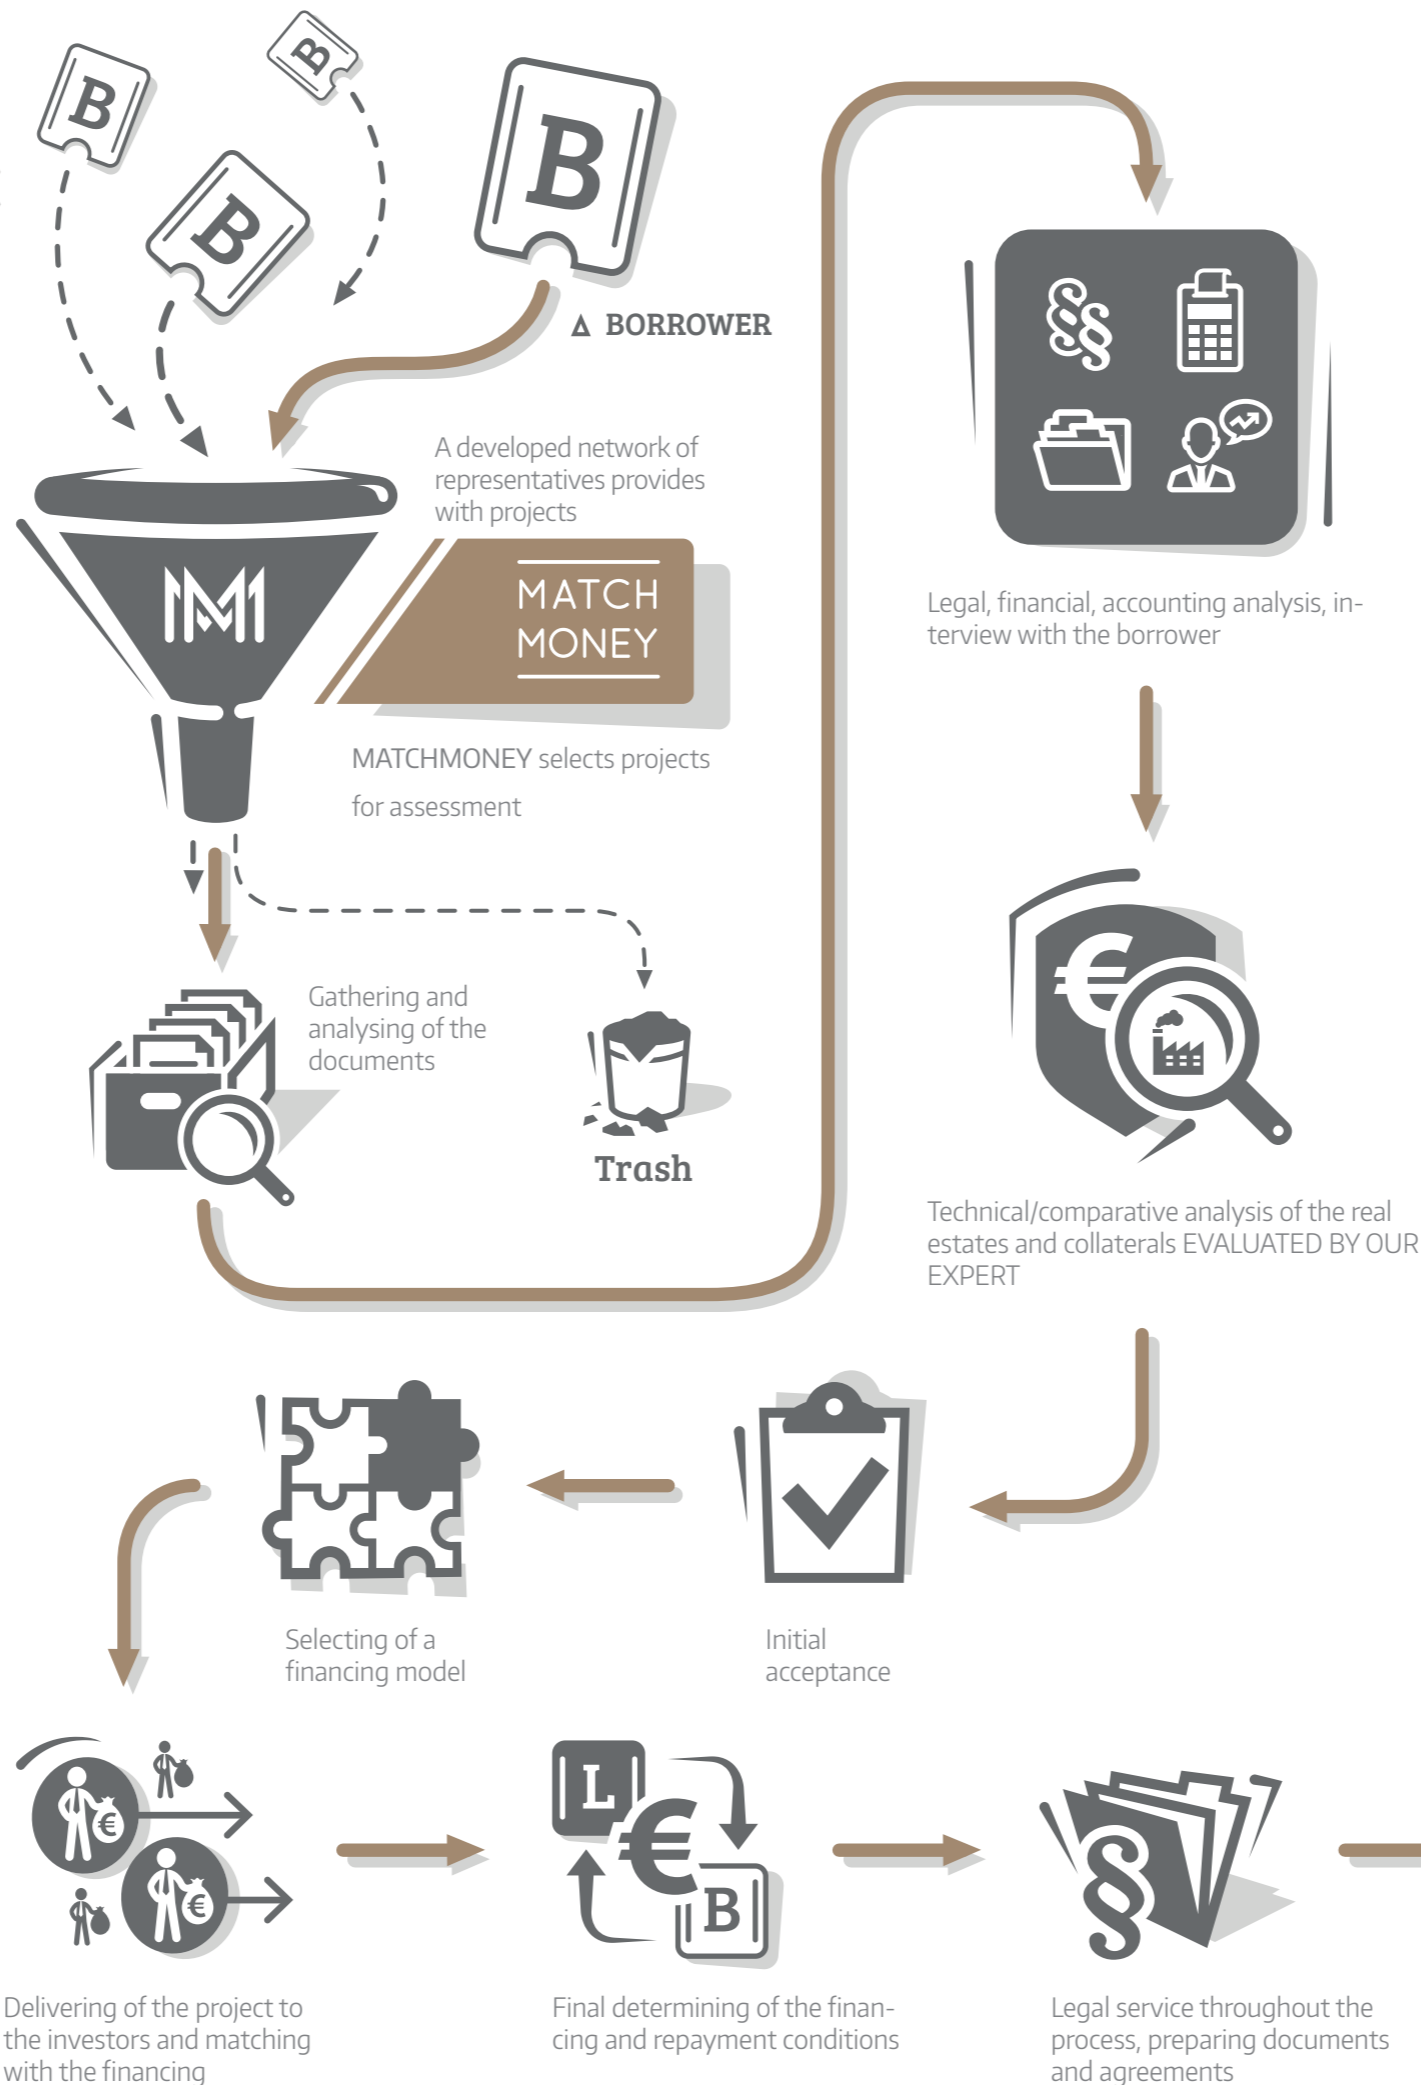 B
B
B
B
∆ BORROWER
A developed network of
representatives provides
with projects
MATCH
MONEY
MM
MATCHMONEY selects projects
for assessment
Gathering and
analysing of the
documents
Trash
§§
Legal, financial, accounting analysis, in-
terview with the borrower
€
Technical/comparative analysis of the real
estates and collaterals EVALUATED BY OUR
EXPERT
Initial
acceptance
Selecting of a
financing model
€
€
Delivering of the project to
the investors and matching
with the financing
L
€
B
Final determining of the finan-
cing and repayment conditions
§
Legal service throughout the
process, preparing documents
and agreements